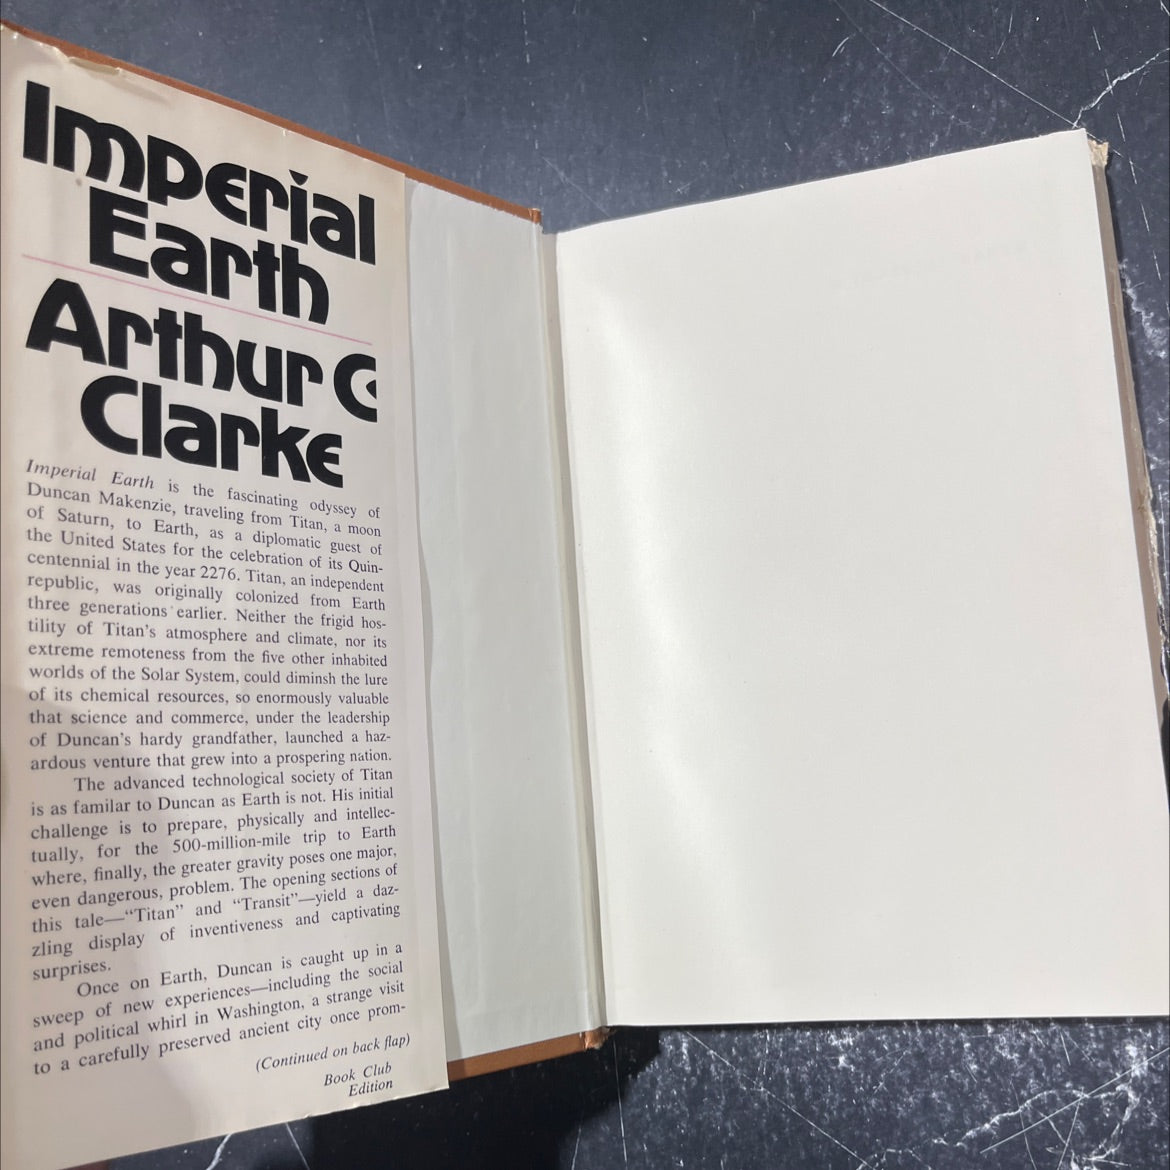 Imperial
Earth
Arthur C
Clarke
Imperial Earth is the fascinating odyssey of
Duncan Makenzie, traveling from Titan, a moon
of Saturn, to Earth, as a diplomatic guest of
the United States for the celebration of its Quin-
centennial in the year 2276. Titan, an independent
republic, was originally colonized from Earth
three generations earlier. Neither the frigid hos-
tility of Titan's atmosphere and climate, nor its
extreme remoteness from the five other inhabited
worlds of the Solar System, could diminsh the lure
of its chemical resources, so enormously valuable
that science and commerce, under the leadership
of Duncan's hardy grandfather, launched a haz-
ardous venture that grew into a prospering nation.
The advanced technological society of Titan
is as familar to Duncan as Earth is not. His initial
challenge is to prepare, physically and intellec-
tually, for the 500-million-mile trip to Earth
where, finally, the greater gravity poses one major,
even dangerous, problem. The opening sections of
this tale—“Titan” and “Transit”—yield a daz-
zling display of inventiveness and captivating
surprises.
Once on Earth, Duncan is caught up in a
sweep of new experiences—including the social
and political whirl in Washington, a strange visit
to a carefully preserved ancient city once prom-
(Continued on back flap)
Book Club
Edition